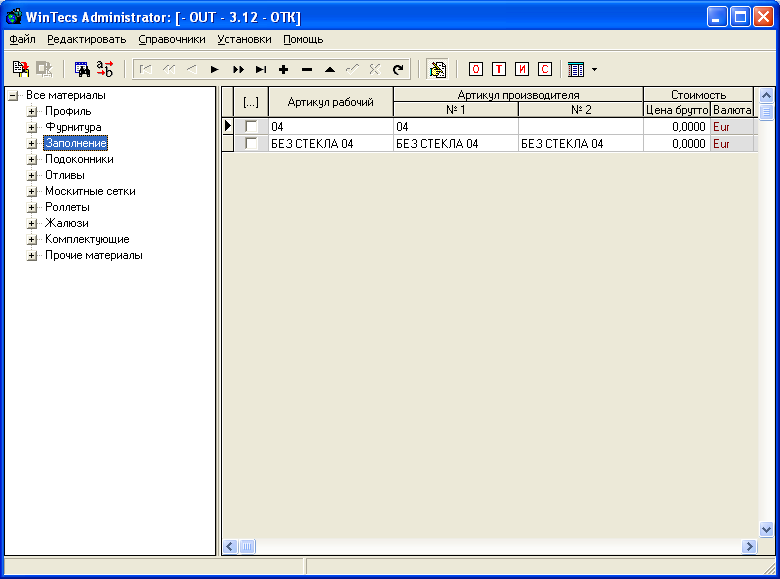 WinTecs Administrator: [- OUT - 3.12 - ОТК]
Файл Редактировать Справочники Установки Помощь
О Т И С
Все материалы
Профиль
Фурнитура
Заполнение
Подоконники
Отливы
Москитные сетки
Роллеты
Жалюзи
Комплектующие
Прочие материалы
[...] Артикул рабочий Артикул производителя Стоимость
№ 1 № 2 Цена брутто Валюта
04 04 0,0000 Eur
БЕЗ СТЕКЛА 04 БЕЗ СТЕКЛА 04 БЕЗ СТЕКЛА 04 0,0000 Eur